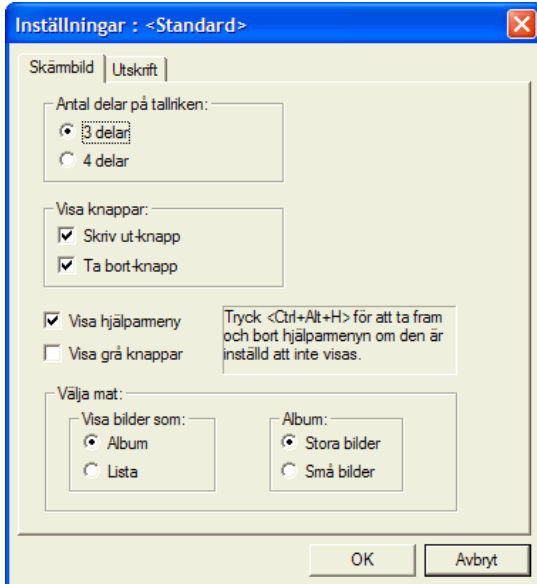 Inställningar : <Standard>
Skärmbild
Utskrift
Antal delar på tallriken:
3 delar
4 delar
Visa knappar:
Skriv ut-knapp
Ta bort-knapp
Visa hjälparmeny
Visa grå knappar
Tryck <Ctrl+Alt+H> för att ta fram
och bort hjälparmenyn om den är
inställd att inte visas.
Välja mat:
Visa bilder som:
Album
Lista
Album:
Stora bilder
Små bilder
OK
Avbryt